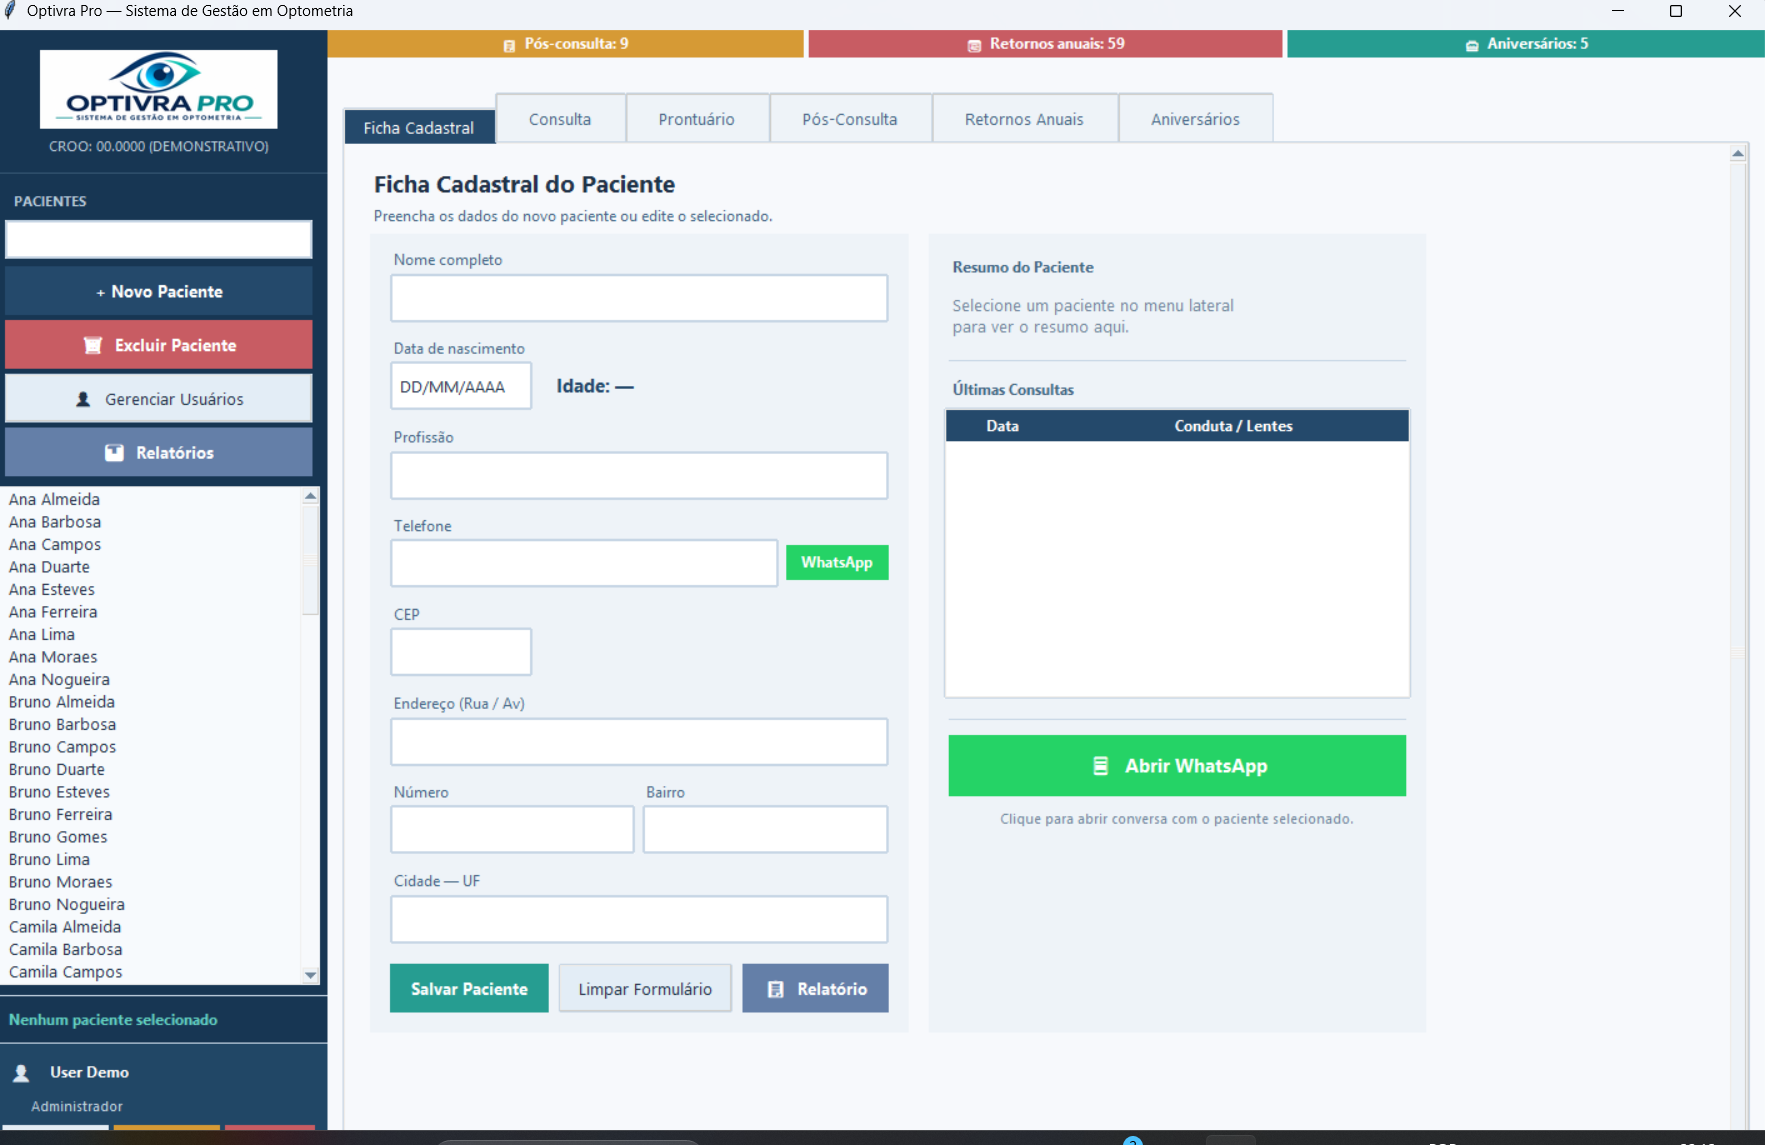 Optivra Pro — Sistema de Gestão em Optometria
Pós-consulta: 9
Retornos anuais: 59
Aniversários: 5
OPTIVRA PRO
SISTEMA DE GESTÃO EM OPTOMETRIA
CROO: 00.0000 (DEMONSTRATIVO)
PACIENTES
+ Novo Paciente
Excluir Paciente
Gerenciar Usuários
Relatórios
Ana Almeida
Ana Barbosa
Ana Campos
Ana Duarte
Ana Esteves
Ana Ferreira
Ana Lima
Ana Moraes
Ana Nogueira
Bruno Almeida
Bruno Barbosa
Bruno Campos
Bruno Duarte
Bruno Esteves
Bruno Ferreira
Bruno Gomes
Bruno Lima
Bruno Moraes
Bruno Nogueira
Camila Almeida
Camila Barbosa
Camila Campos
Nenhum paciente selecionado
User Demo
Administrador
Ficha Cadastral
Consulta
Prontuário
Pós-Consulta
Retornos Anuais
Aniversários
Ficha Cadastral do Paciente
Preencha os dados do novo paciente ou edite o selecionado.
Nome completo
Data de nascimento
DD/MM/AAAA
Idade: —
Profissão
Telefone
WhatsApp
CEP
Endereço (Rua / Av)
Número
Bairro
Cidade — UF
Salvar Paciente
Limpar Formulário
Relatório
Resumo do Paciente
Selecione um paciente no menu lateral
para ver o resumo aqui.
Últimas Consultas
Data
Conduta / Lentes
Abrir WhatsApp
Clique para abrir conversa com o paciente selecionado.